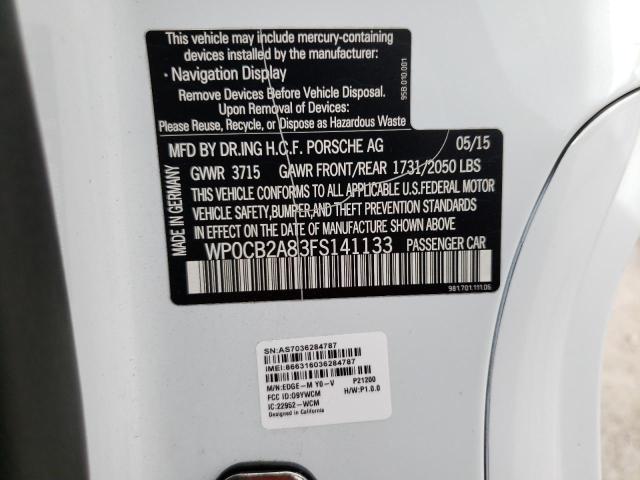 This vehicle may include mercury-containing
devices installed by the manufacturer:
• Navigation Display
Remove Devices Before Vehicle Disposal.
Upon Removal of Devices:
Please Reuse, Recycle, or Dispose as Hazardous Waste
95B.010.001
MFD BY DR.ING H.C.F. PORSCHE AG 05/15
GVWR 3715 GAWR FRONT/REAR 1731/2050 LBS
THIS VEHICLE CONFORMS TO ALL APPLICABLE U.S.FEDERAL MOTOR
VEHICLE SAFETY,BUMPER,AND THEFT PREVENTION STANDARDS
IN EFFECT ON THE DATE OF MANUFACTURE SHOWN ABOVE.
WP0CB2A83FS141133 PASSENGER CAR
MADE IN GERMANY
981.701.111.05
SN:AS7036284787
IMEI:866316036284787
M/N:EDGE-M Y0-V P21200
FCC ID:O9YWCM H/W:P1.0.0
IC:22952-WCM
Designed in California